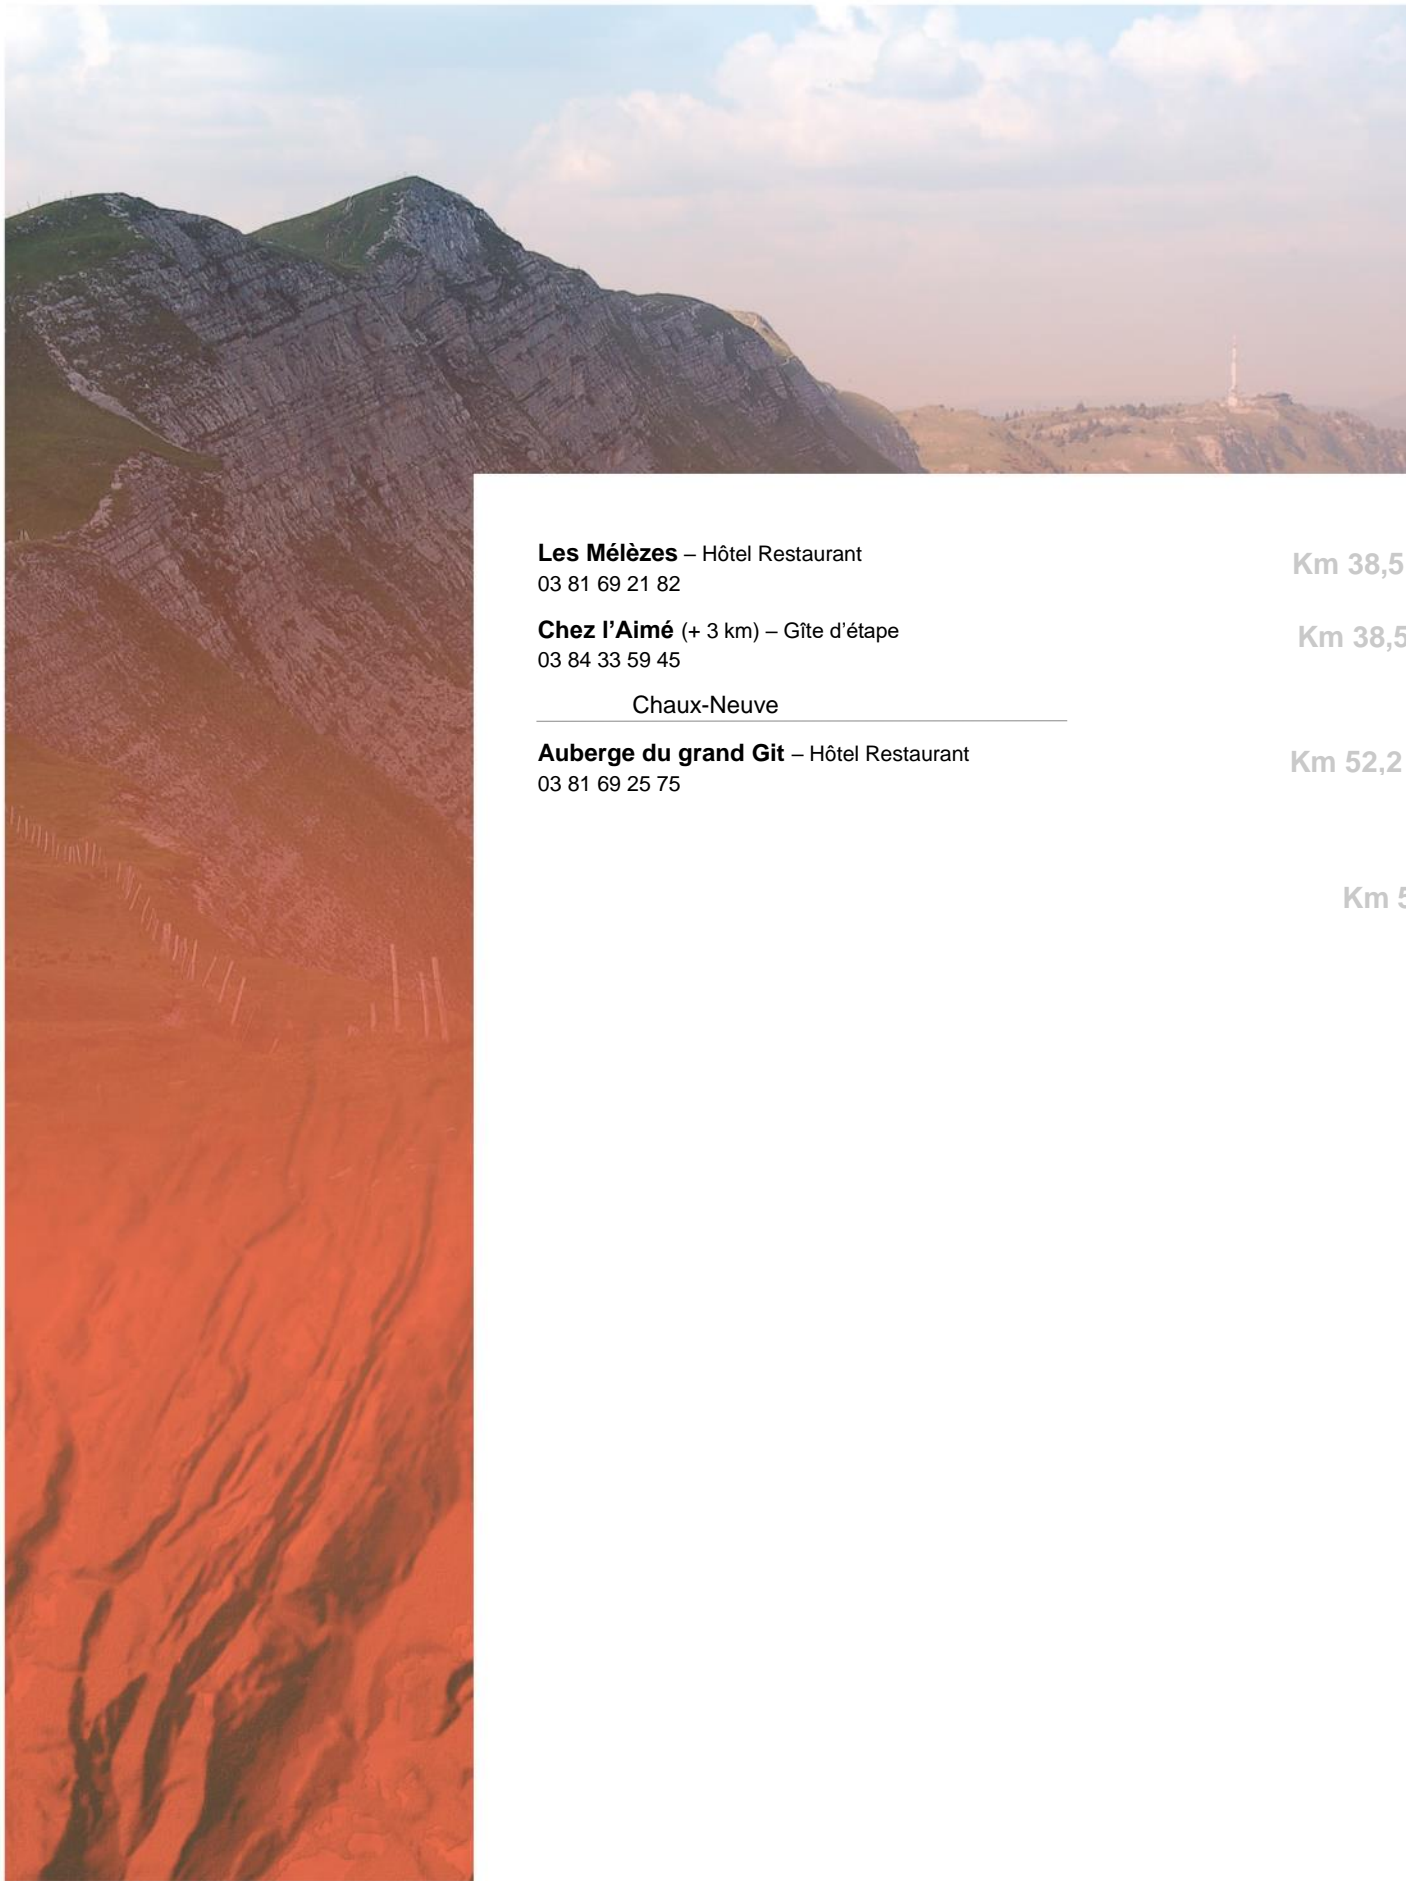 Les Mélèzes – Hôtel Restaurant
03 81 69 21 82
Km 38,5
Chez l’Aimé (+ 3 km) – Gîte d’étape
03 84 33 59 45
Km 38,5
Chaux-Neuve
Auberge du grand Git – Hôtel Restaurant
03 81 69 25 75
Km 52,2
Km